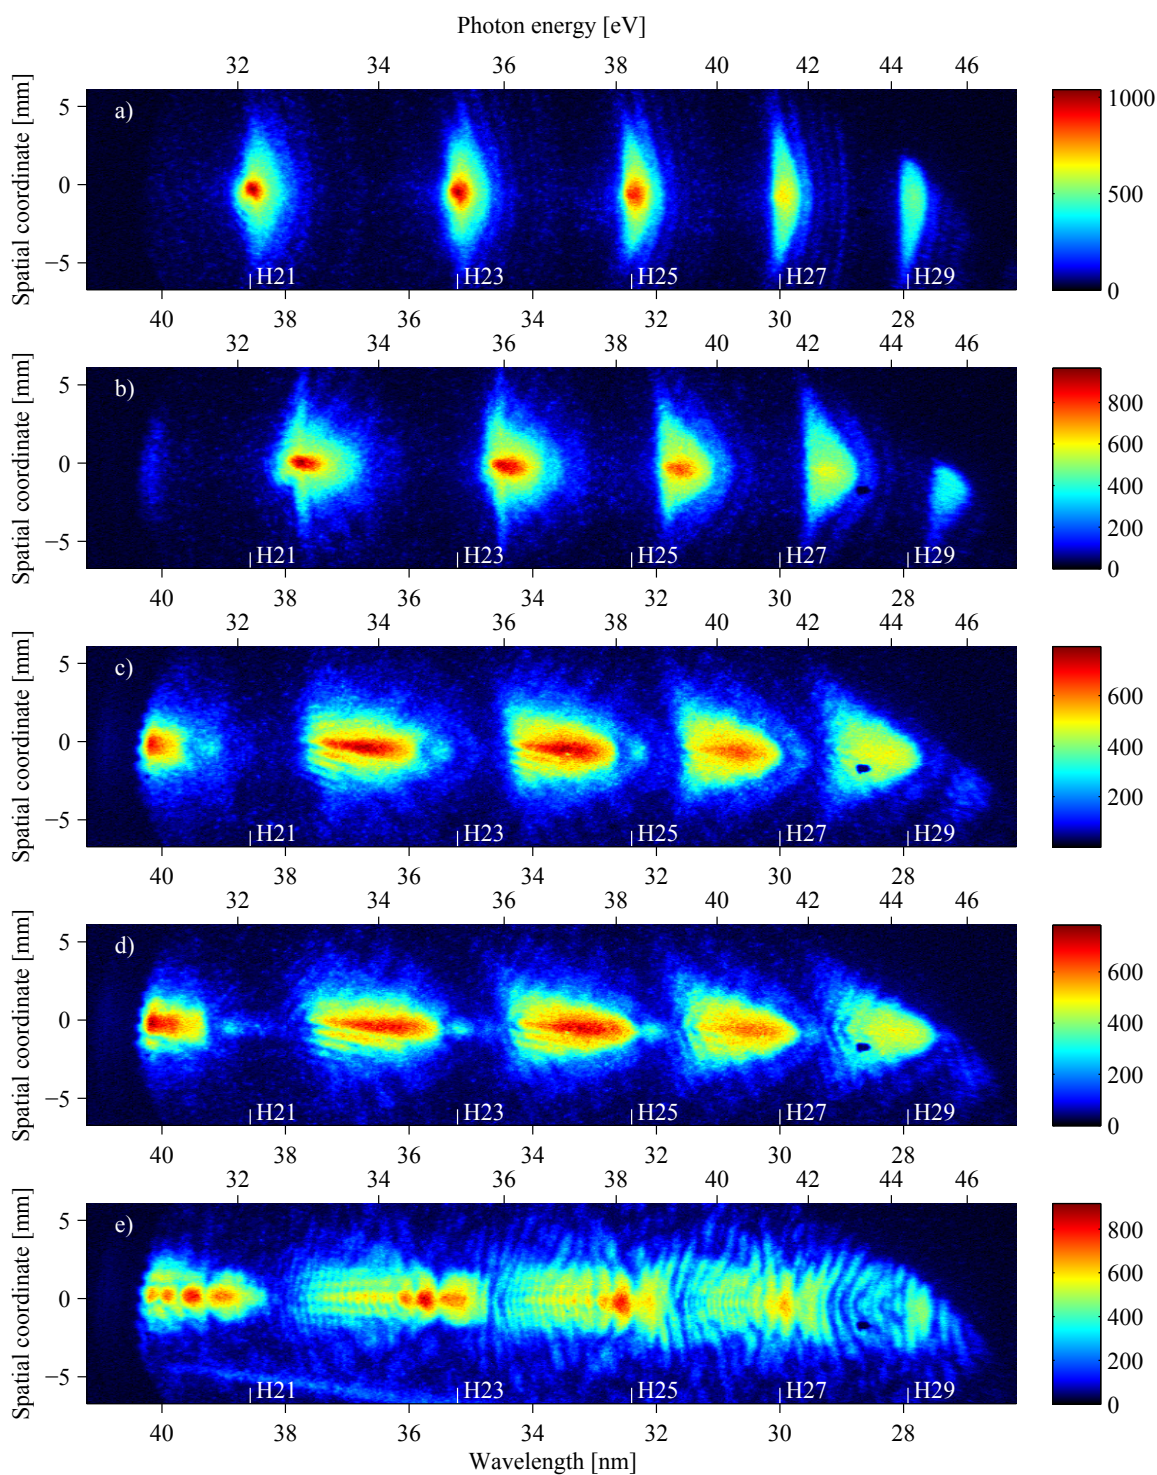 Photon energy [eV]
32 34 36 38 40 42 44 46
Spatial coordinate [mm]
5
0
−5
a)
H21 H23 H25 H27 H29
1000
500
0
40 38 36 34 32 30 28
32 34 36 38 40 42 44 46
Spatial coordinate [mm]
5
0
−5
b)
H21 H23 H25 H27 H29
800
600
400
200
0
40 38 36 34 32 30 28
32 34 36 38 40 42 44 46
Spatial coordinate [mm]
5
0
−5
c)
H21 H23 H25 H27 H29
600
400
200
40 38 36 34 32 30 28
32 34 36 38 40 42 44 46
Spatial coordinate [mm]
5
0
−5
d)
H21 H23 H25 H27 H29
600
400
200
0
40 38 36 34 32 30 28
32 34 36 38 40 42 44 46
Spatial coordinate [mm]
5
0
−5
e)
H21 H23 H25 H27 H29
800
600
400
200
0
40 38 36 34 32 30 28
Wavelength [nm]